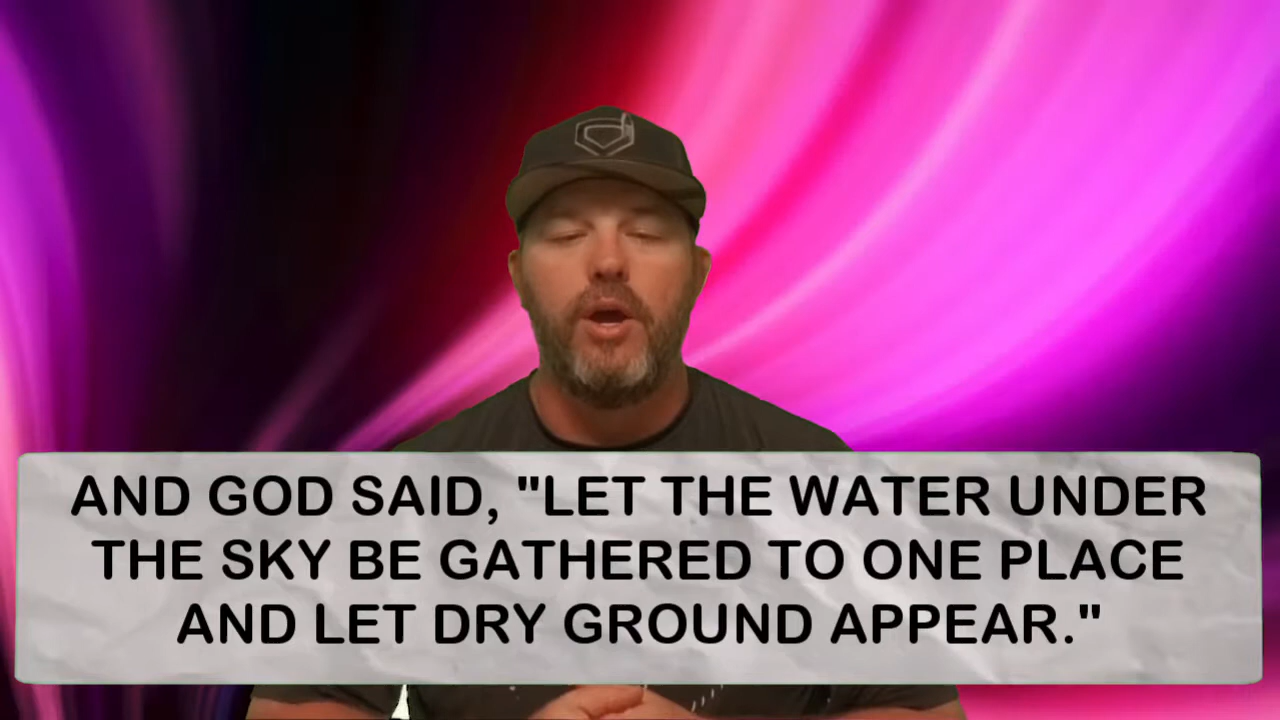 AND GOD SAID, "LET THE WATER UNDER
THE SKY BE GATHERED TO ONE PLACE
AND LET DRY GROUND APPEAR."